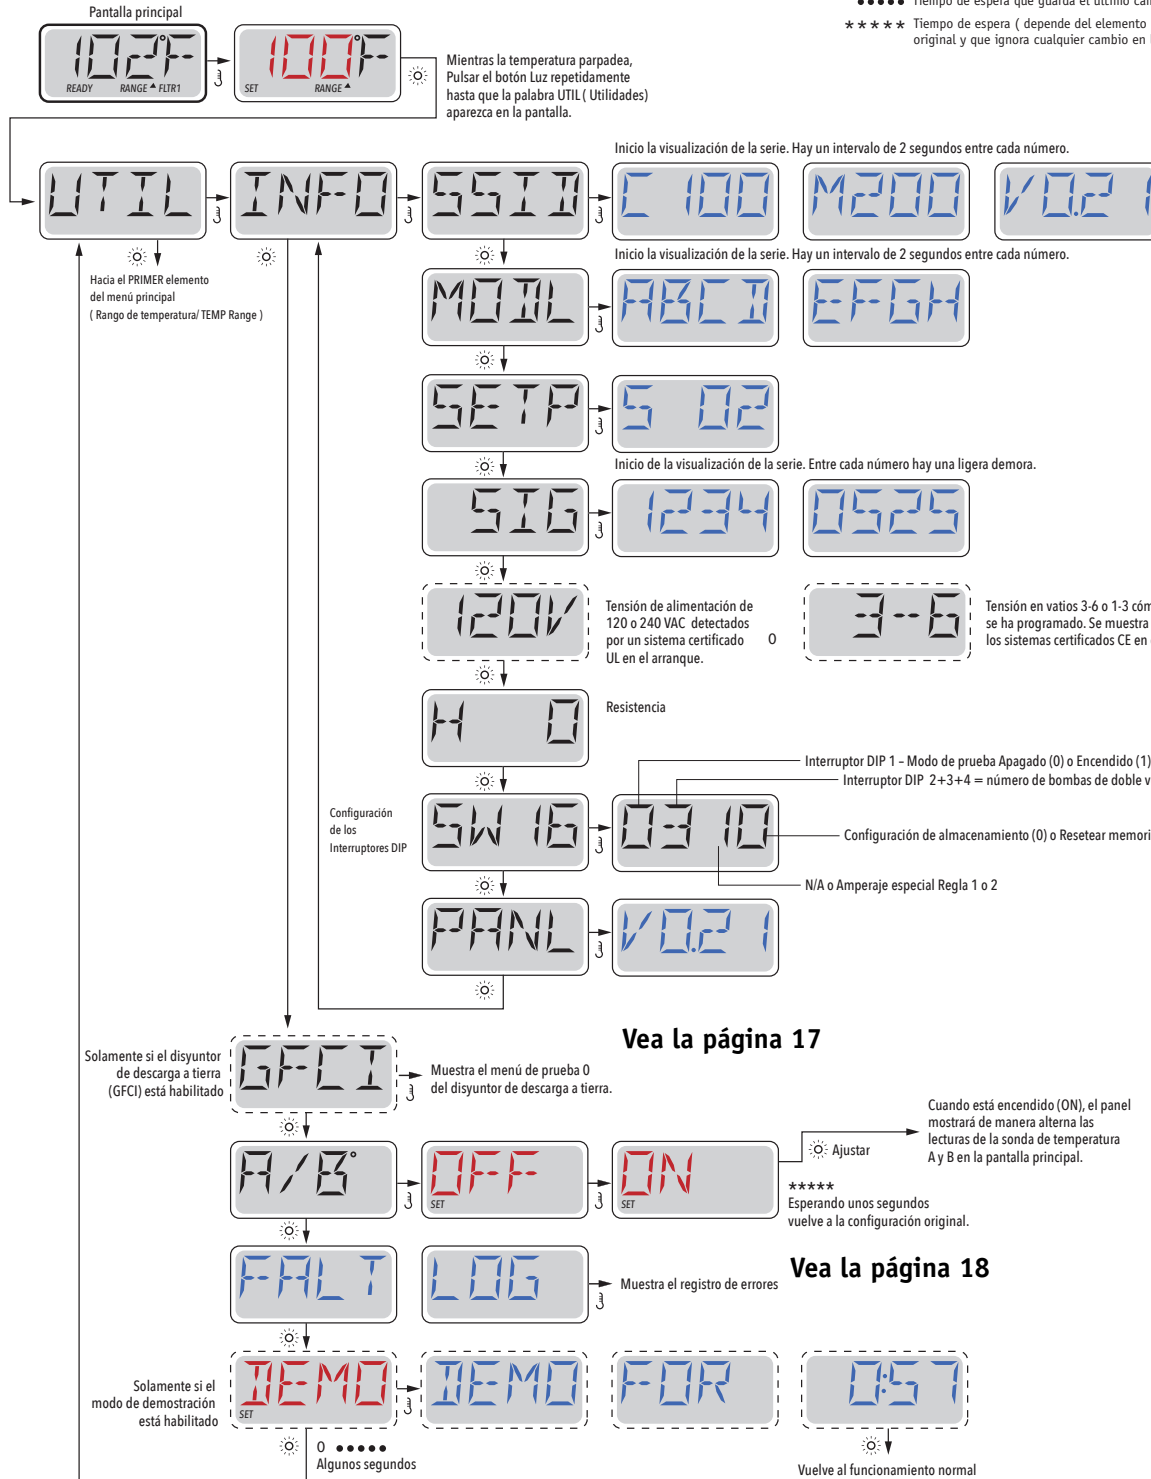 ●●●●● Tiempo de espera que guarda el último
Pantalla principal
***** Tiempo de espera ( depende del elemento
original y que ignora cualquier cambio en
102°F
READY RANGE FLTR1
100°F
SET RANGE
Mientras la temperatura parpadea,
Pulsar el botón Luz repetidamente
hasta que la palabra UTIL ( Utilidades)
aparezca en la pantalla.
Inicio la visualización de la serie. Hay un intervalo de 2 segundos entre cada número.
UTIL INFO SSID C 100 M200 V0.21
Hacia el PRIMER elemento
del menú principal
( Rango de temperatura/ TEMP Range )
Inicio la visualización de la serie. Hay un intervalo de 2 segundos entre cada número.
MODL ABCD EFGH
SETP S 02
Inicio de la visualización de la serie. Entre cada número hay una ligera demora.
SIG 1234 0525
120V
Tensión de alimentación de
120 o 240 VAC detectados
por un sistema certificado
UL en el arranque.
O
3-6
Tensión en vatios 3-6 o 1-3
se ha programado. Se muestra
los sistemas certificados CE en
H 0
Resistencia
Interruptor DIP 1 – Modo de prueba Apagado (0) o Encendido (1)
Interruptor DIP 2+3+4 = número de bombas de doble
Configuración
de los
Interruptores DIP
SW 16 0310
Configuración de almacenamiento (0) o Resetear
N/A o Amperaje especial Regla 1 o 2
PANL V0.21
Vea la página 17
Solamente si el disyuntor
de descarga a tierra
(GFCI) está habilitado
GFCI
Muestra el menú de prueba 0
del disyuntor de descarga a tierra.
A/B° OFF ON
SET SET
Ajustar
Cuando está encendido (ON), el panel
mostrará de manera alterna las
lecturas de la sonda de temperatura
A y B en la pantalla principal.
*****
Esperando unos segundos
vuelve a la configuración original.
FALT LOG
Muestra el registro de errores
Vea la página 18
Solamente si el
modo de demostración
está habilitado
DEMO DEMO FOR 0:57
SET
O ●●●●●
Algunos segundos
Vuelve al funcionamiento normal